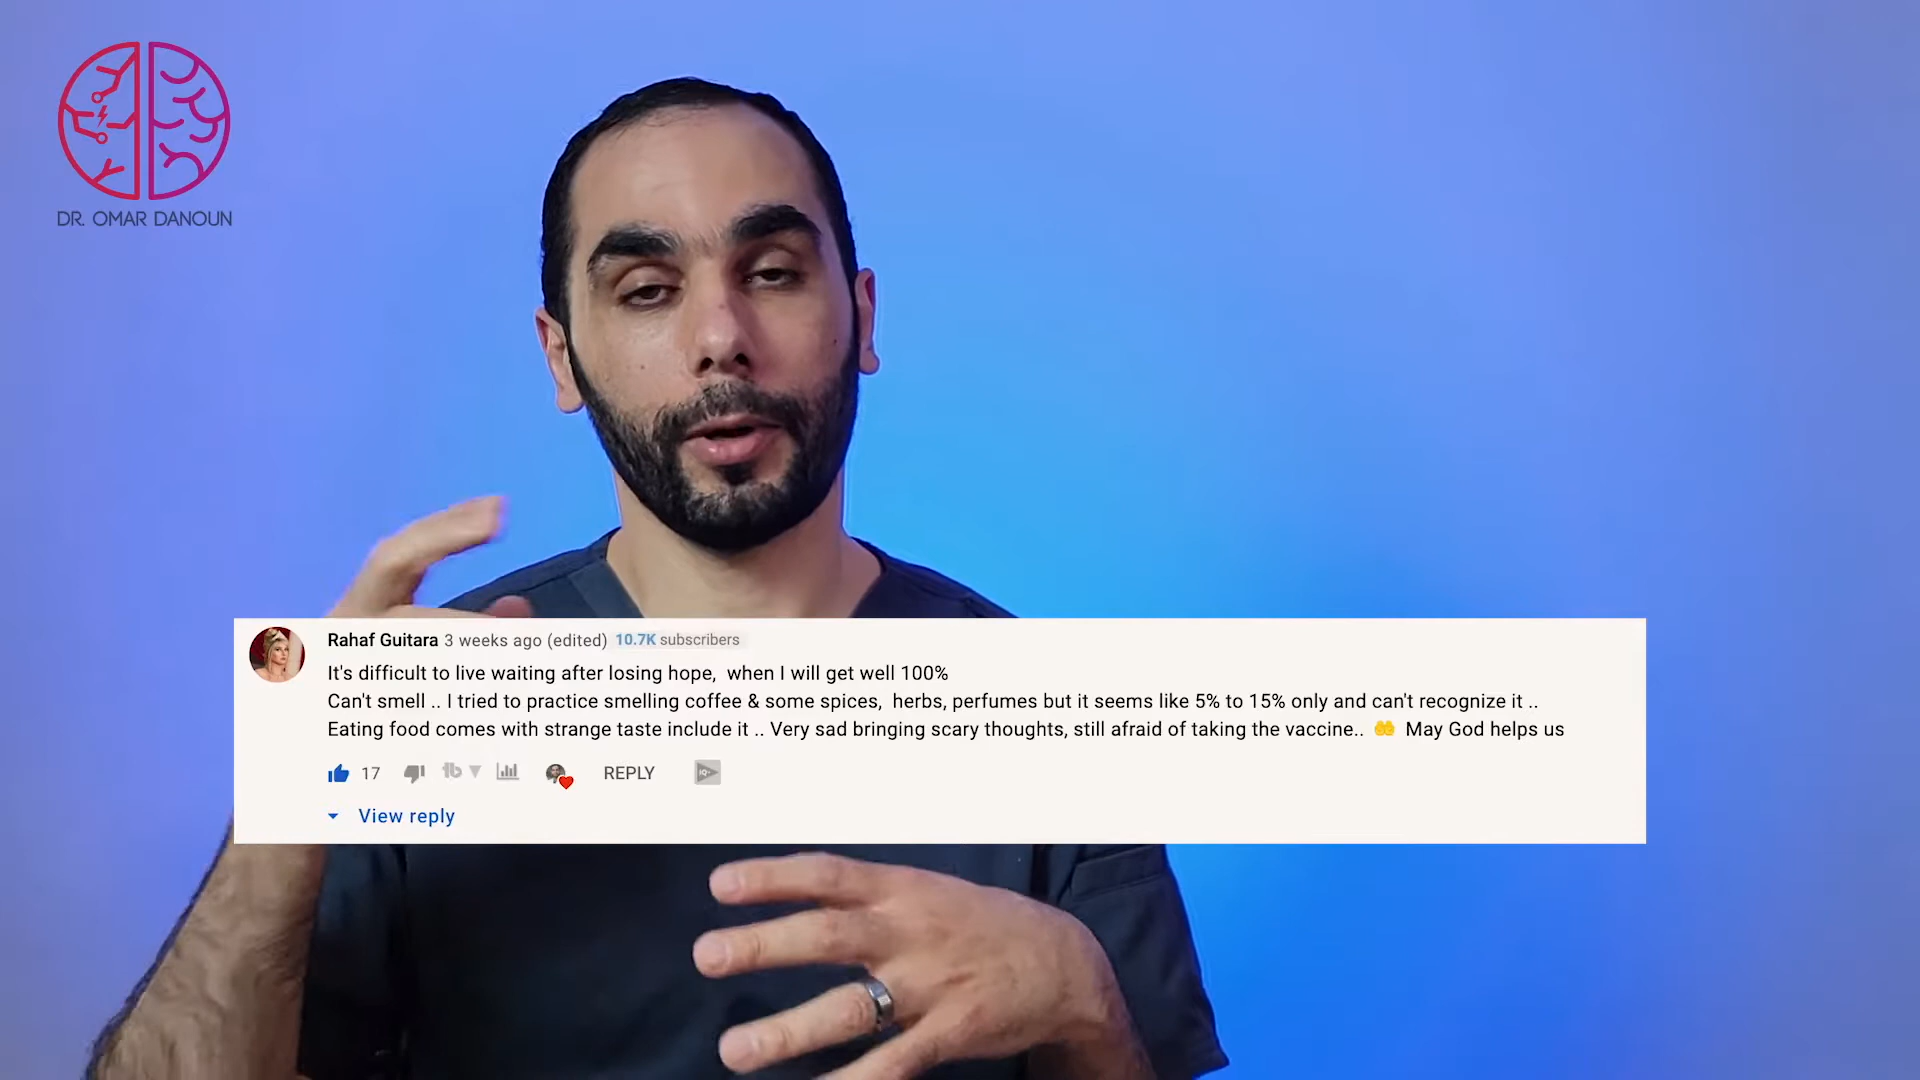 DR. OMAR DANOUN
Rahaf Guitara 3 weeks ago (edited) 10.7K subscribers
It's difficult to live waiting after losing hope, when I will get well 100%
Can't smell .. I tried to practice smelling coffee & some spices, herbs, perfumes but it seems like 5% to 15% only and can't recognize it ..
Eating food comes with strange taste include it .. Very sad bringing scary thoughts, still afraid of taking the vaccine.. 🤲 May God helps us
17 REPLY
View reply